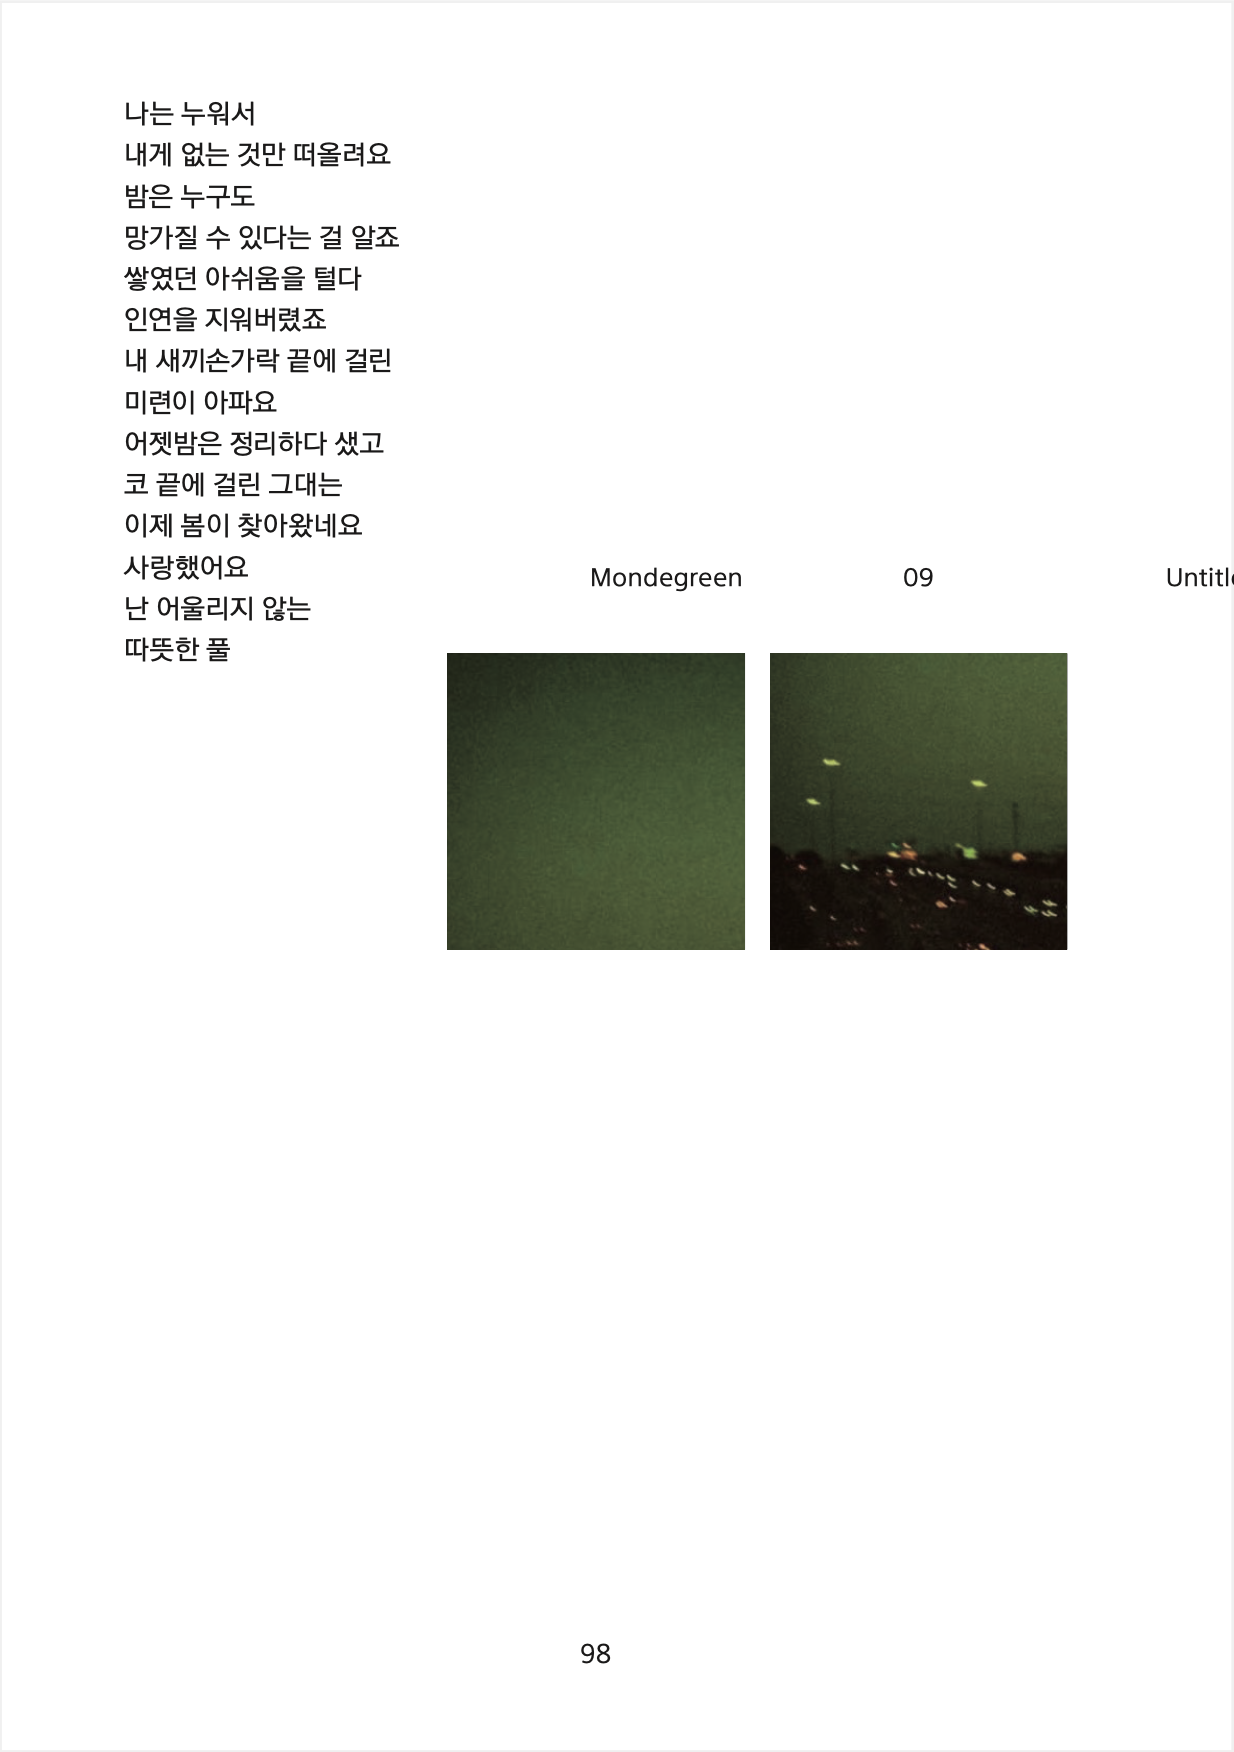 나는 누워서
내게 없는 것만 떠올려요
밤은 누구도
망가질 수 있다는 걸 알죠
쌓였던 아쉬움을 털다
인연을 지워버렸죠
내 새끼손가락 끝에 걸린
미련이 아파요
어젯밤은 정리하다 샜고
코 끝에 걸린 그대는
이제 봄이 찾아왔네요
사랑했어요
난 어울리지 않는
따뜻한 풀
Mondegreen 09
98